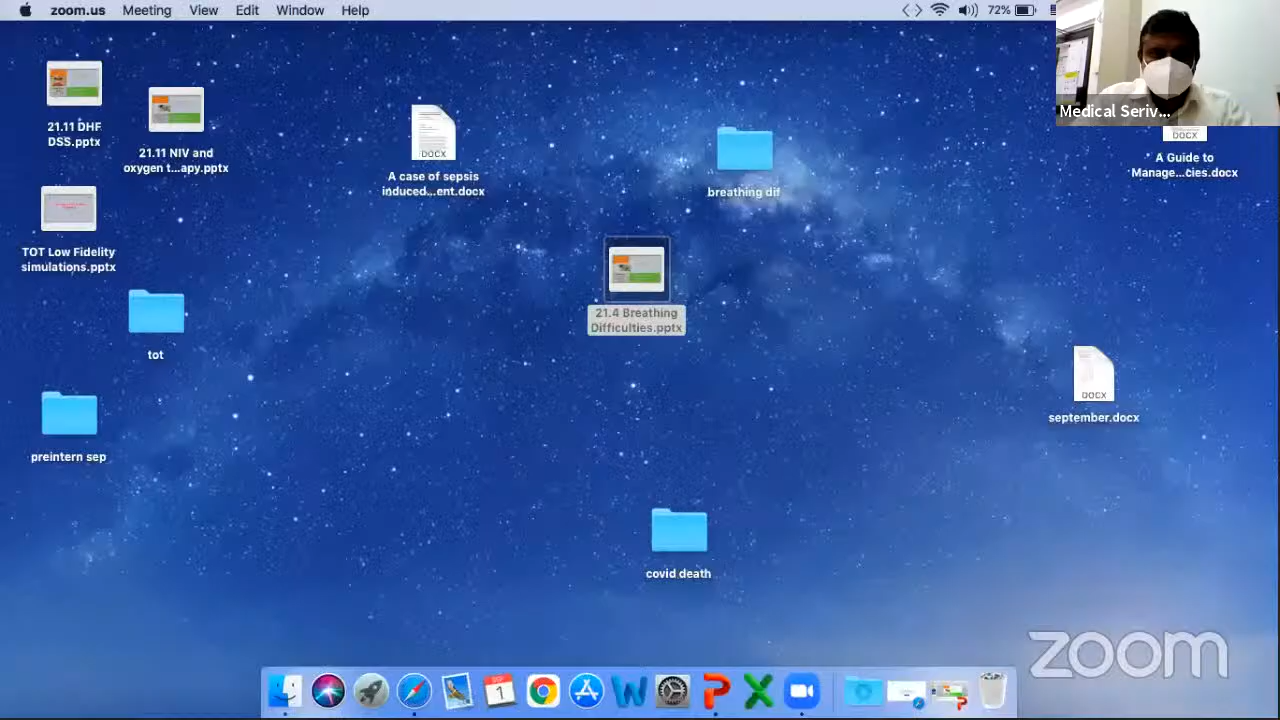 zoom.us Meeting View Edit Window Help
72%
Medical Seriv...
21.11 DHF
DSS.pptx
21.11 NIV and
oxygen t...apy.pptx
DOCX
A case of sepsis
induced...ent.docx
breathing dif
DOCX
A Guide to
Manage...cies.docx
TOT Low Fidelity
simulations.pptx
21.4 Breathing
Difficulties.pptx
tot
DOCX
september.docx
preintern sep
covid death
zoom
SEP
1